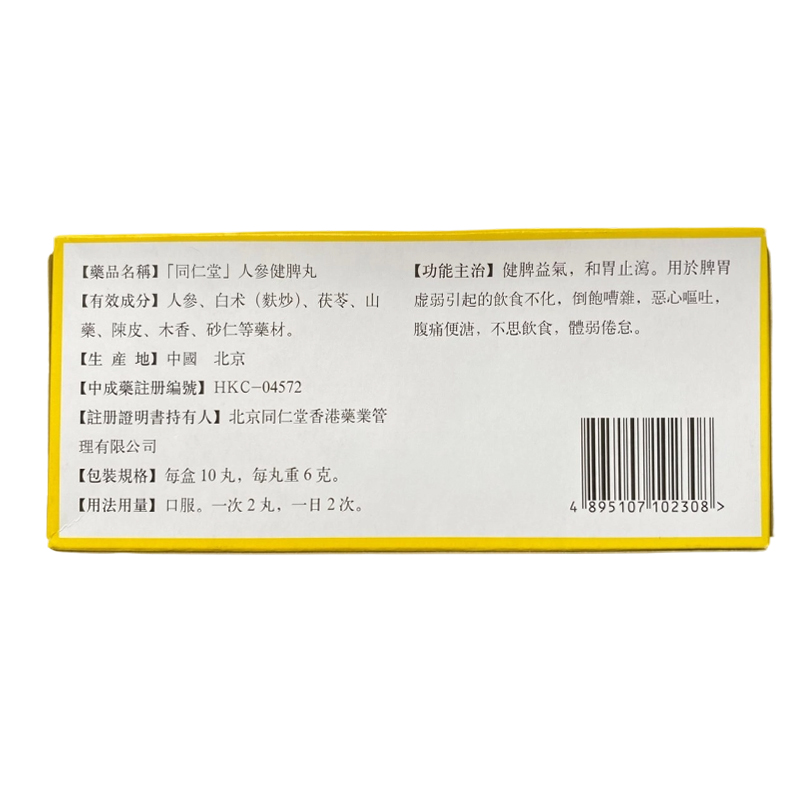 【藥品名稱】「同仁堂」人參健脾丸
【有效成分】人參、白术（麩炒）、茯苓、山
藥、陳皮、木香、砂仁等藥材。
【生 產 地】中國　北京
【中成藥註册編號】HKC-04572
【註册證明書持有人】北京同仁堂香港藥業管
理有限公司
【包裝規格】每盒 10 丸，每丸重 6 克。
【用法用量】口服。一次 2 丸，一日 2 次。
【功能主治】健脾益氣，和胃止瀉。用於脾胃
虛弱引起的飲食不化，倒飽嘈雜，惡心嘔吐，
腹痛便溏，不思飲食，體弱倦怠。
4 895107 102308 >